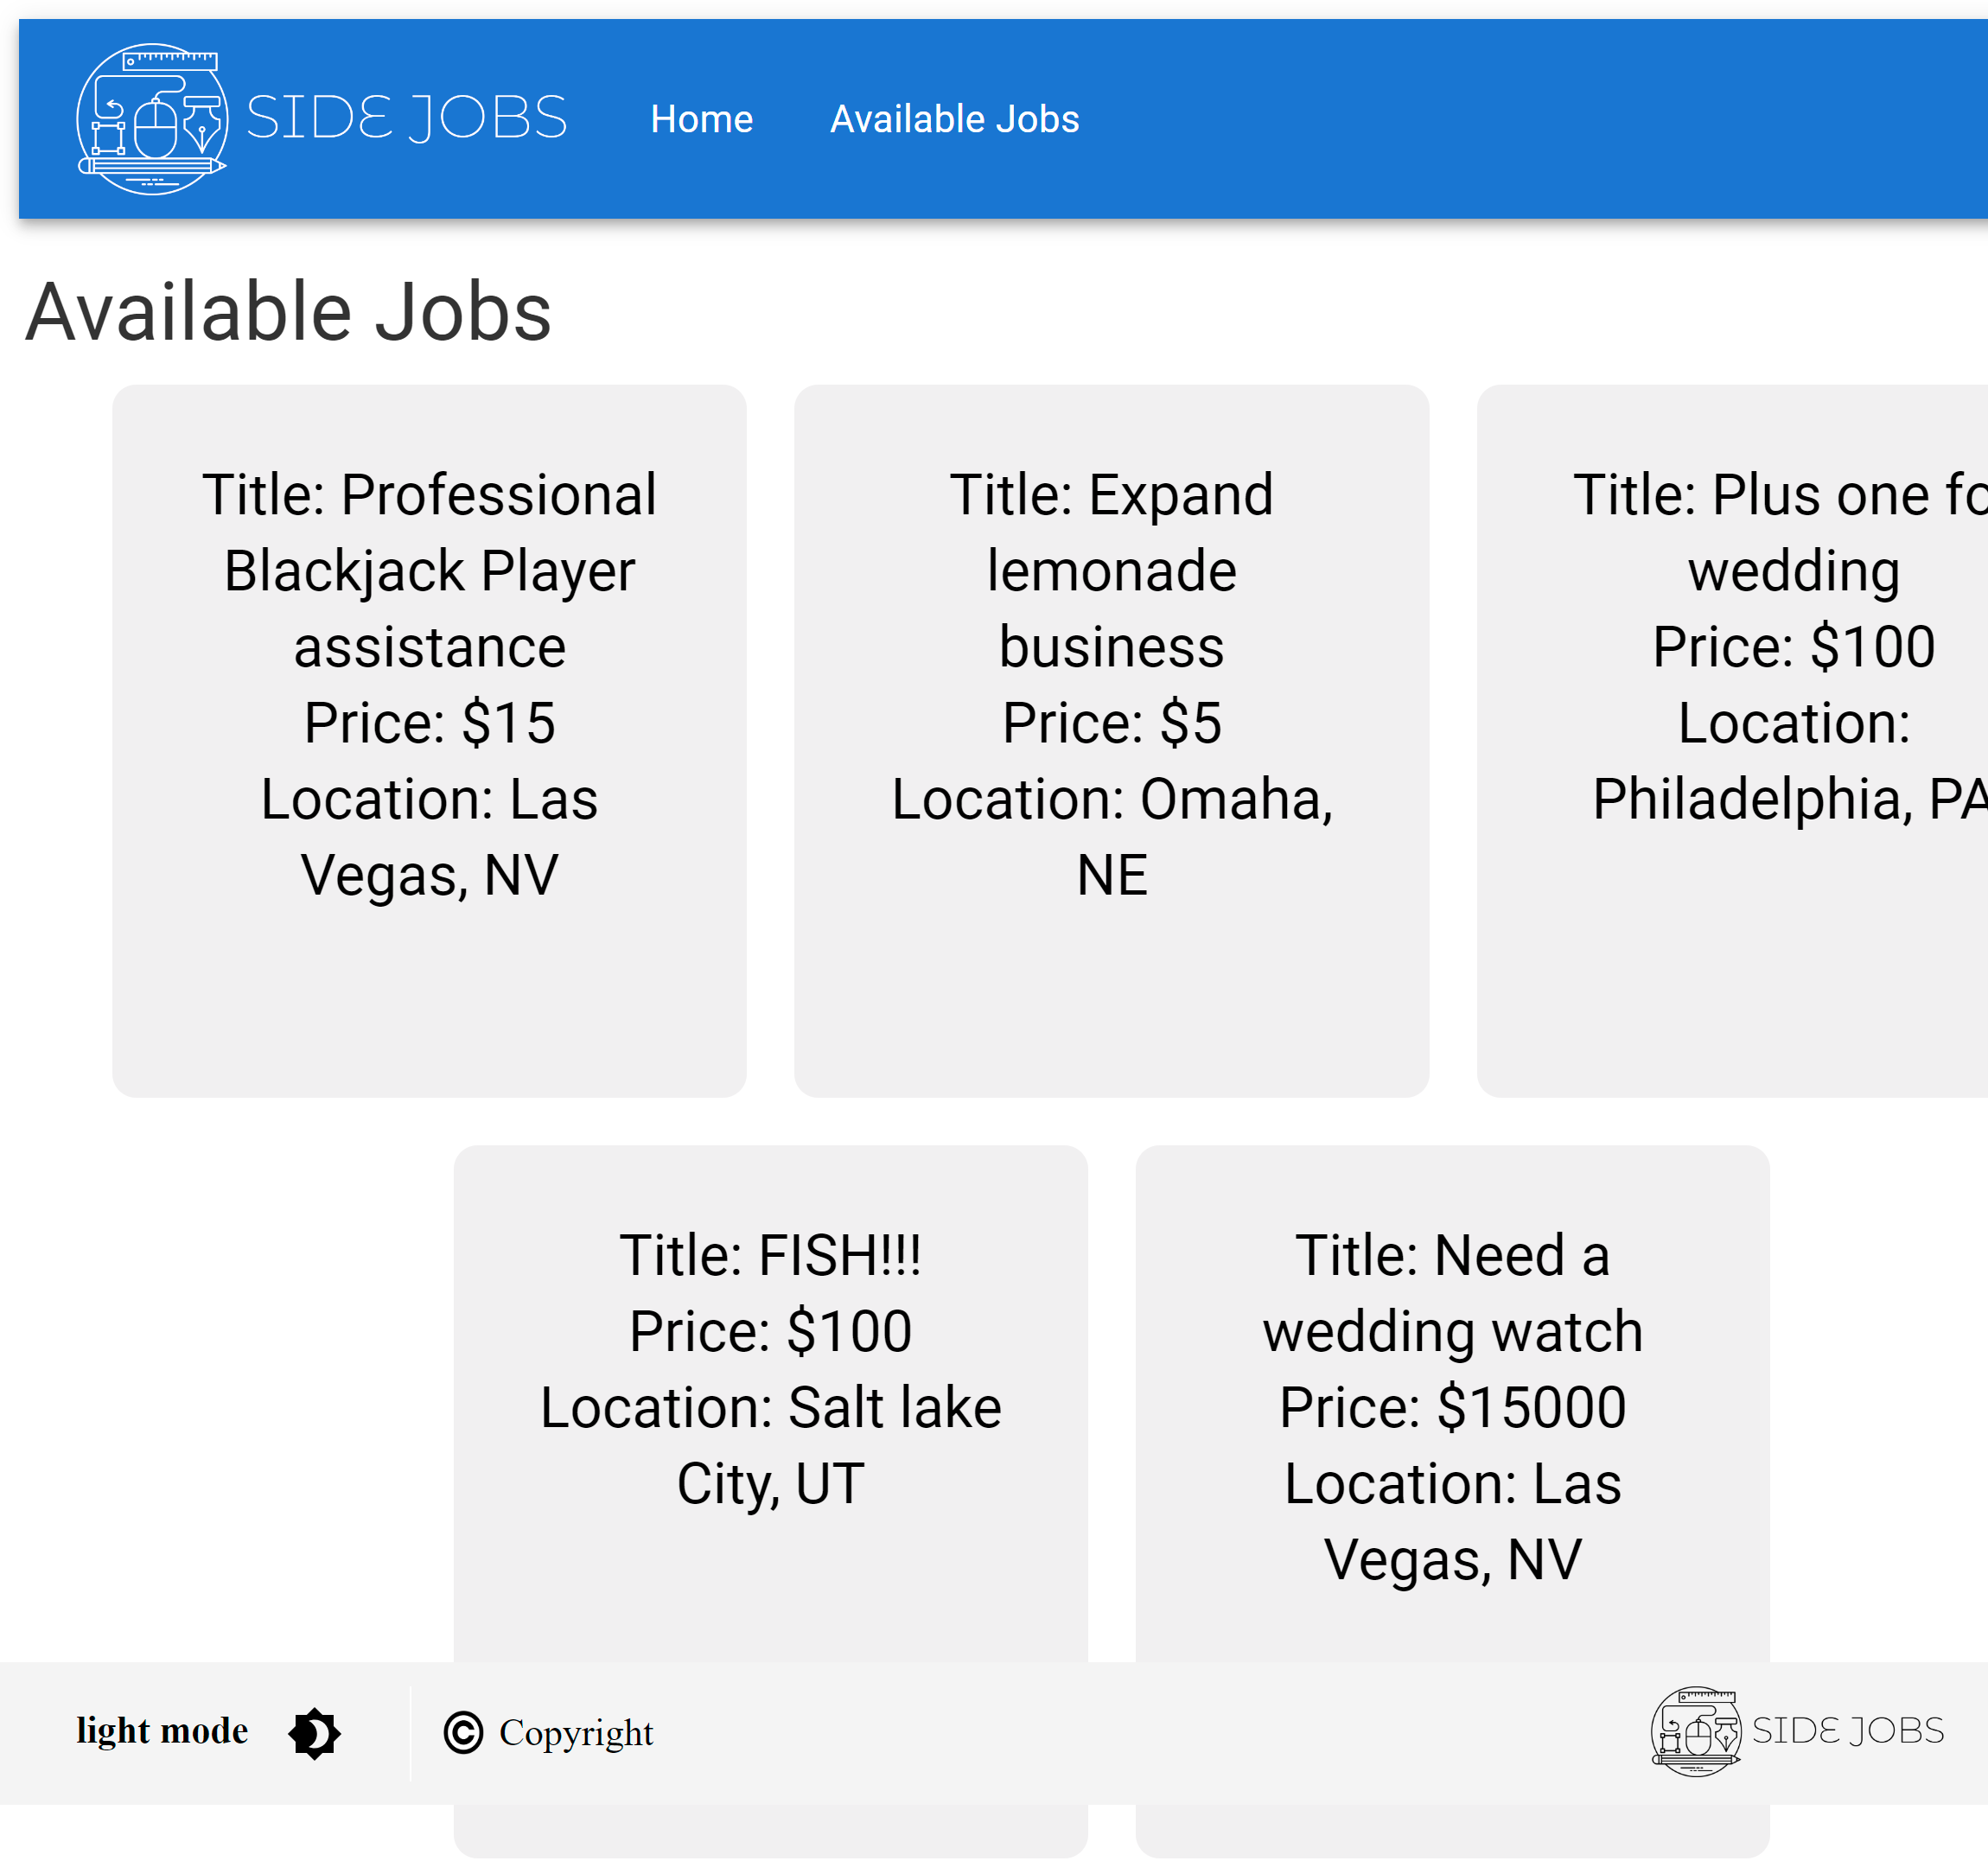 SIDE JOBS
Home
Available Jobs
Available Jobs
Title: Professional
Blackjack Player
assistance
Price: $15
Location: Las
Vegas, NV
Title: Expand
lemonade
business
Price: $5
Location: Omaha,
NE
Title: Plus one fo
wedding
Price: $100
Location:
Philadelphia, PA
Title: FISH!!!
Price: $100
Location: Salt lake
City, UT
Title: Need a
wedding watch
Price: $15000
Location: Las
Vegas, NV
light mode
© Copyright
SIDE JOBS